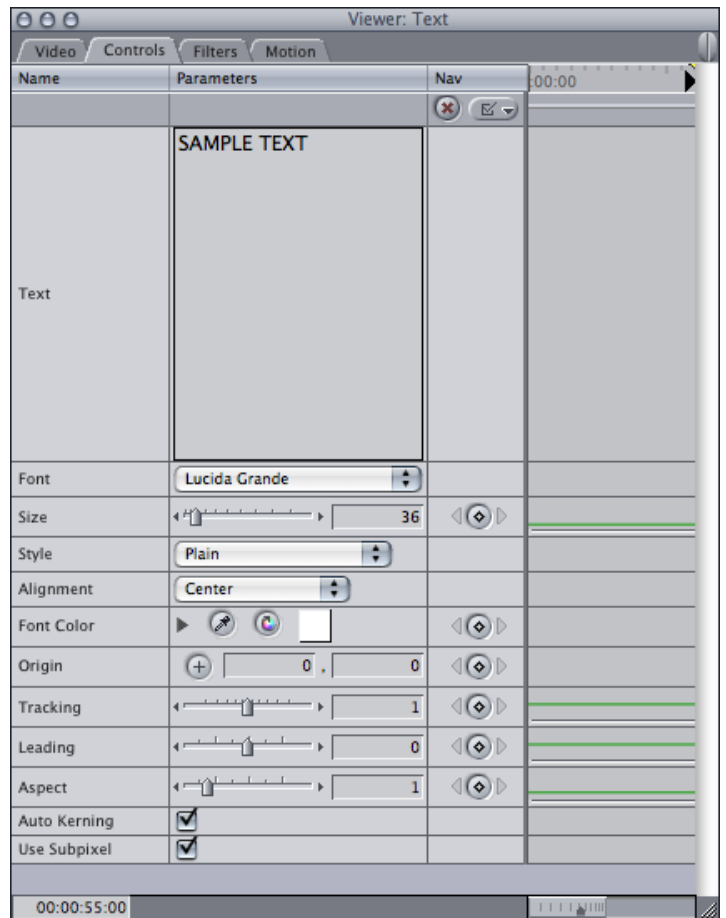 Viewer: Text
Video Controls Filters Motion
Name Parameters Nav :00:00
SAMPLE TEXT
Text
Font Lucida Grande
Size 36
Style Plain
Alignment Center
Font Color
Origin 0 , 0
Tracking 1
Leading 0
Aspect 1
Auto Kerning
Use Subpixel
00:00:55:00